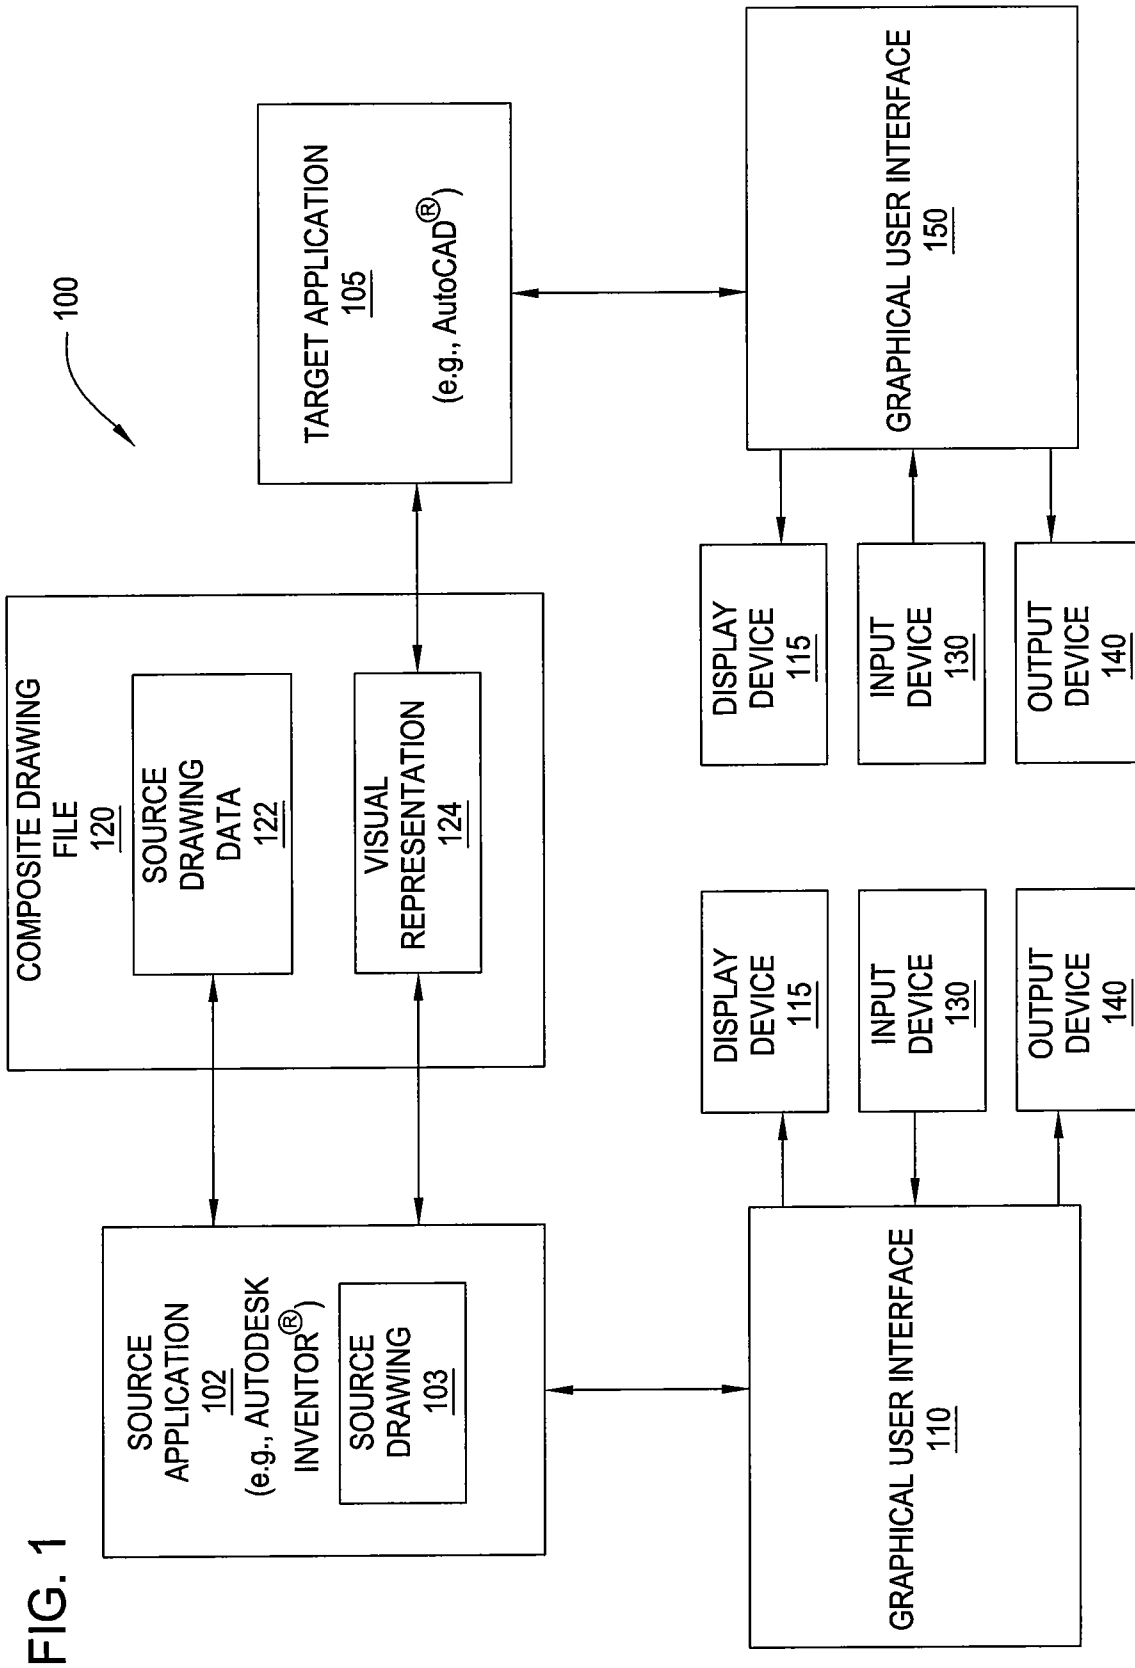 FIG. 1
100
SOURCE
APPLICATION
102
(e.g., AUTODESK
INVENTOR®)
SOURCE
DRAWING
103
COMPOSITE DRAWING
FILE
120
SOURCE
DRAWING
DATA
122
VISUAL
REPRESENTATION
124
TARGET APPLICATION
105
(e.g., AutoCAD®)
GRAPHICAL USER INTERFACE
110
DISPLAY
DEVICE
115
INPUT
DEVICE
130
OUTPUT
DEVICE
140
DISPLAY
DEVICE
115
INPUT
DEVICE
130
OUTPUT
DEVICE
140
GRAPHICAL USER INTERFACE
150